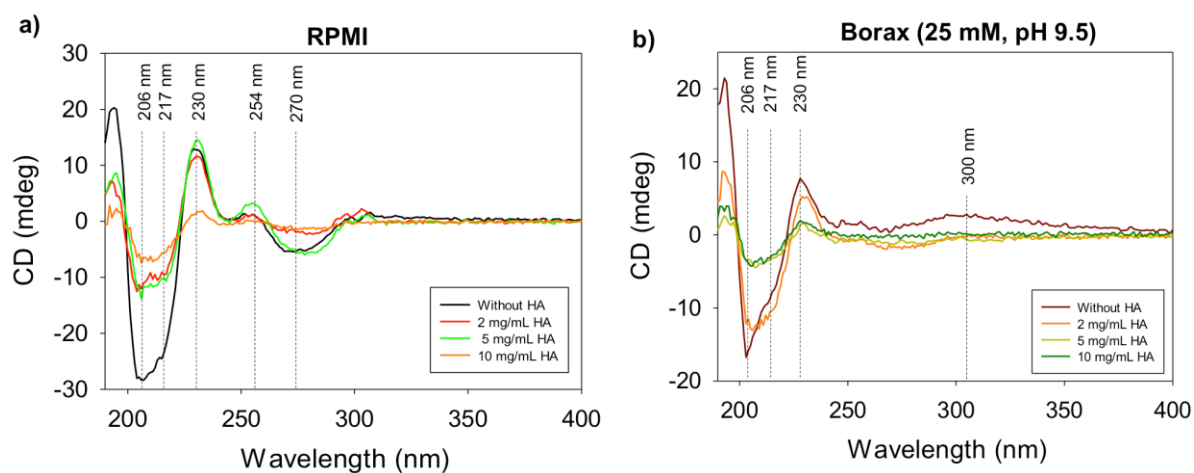 a)
RPMI
30
20
10
0
-10
-20
-30
CD (mdeg)
206 nm
217 nm
230 nm
254 nm
270 nm
Without HA
2 mg/mL HA
5 mg/mL HA
10 mg/mL HA
200
250
300
350
400
Wavelength (nm)
b)
Borax (25 mM, pH 9.5)
20
10
0
-10
-20
CD (mdeg)
206 nm
217 nm
230 nm
300 nm
Without HA
2 mg/mL HA
5 mg/mL HA
10 mg/mL HA
200
250
300
350
400
Wavelength (nm)